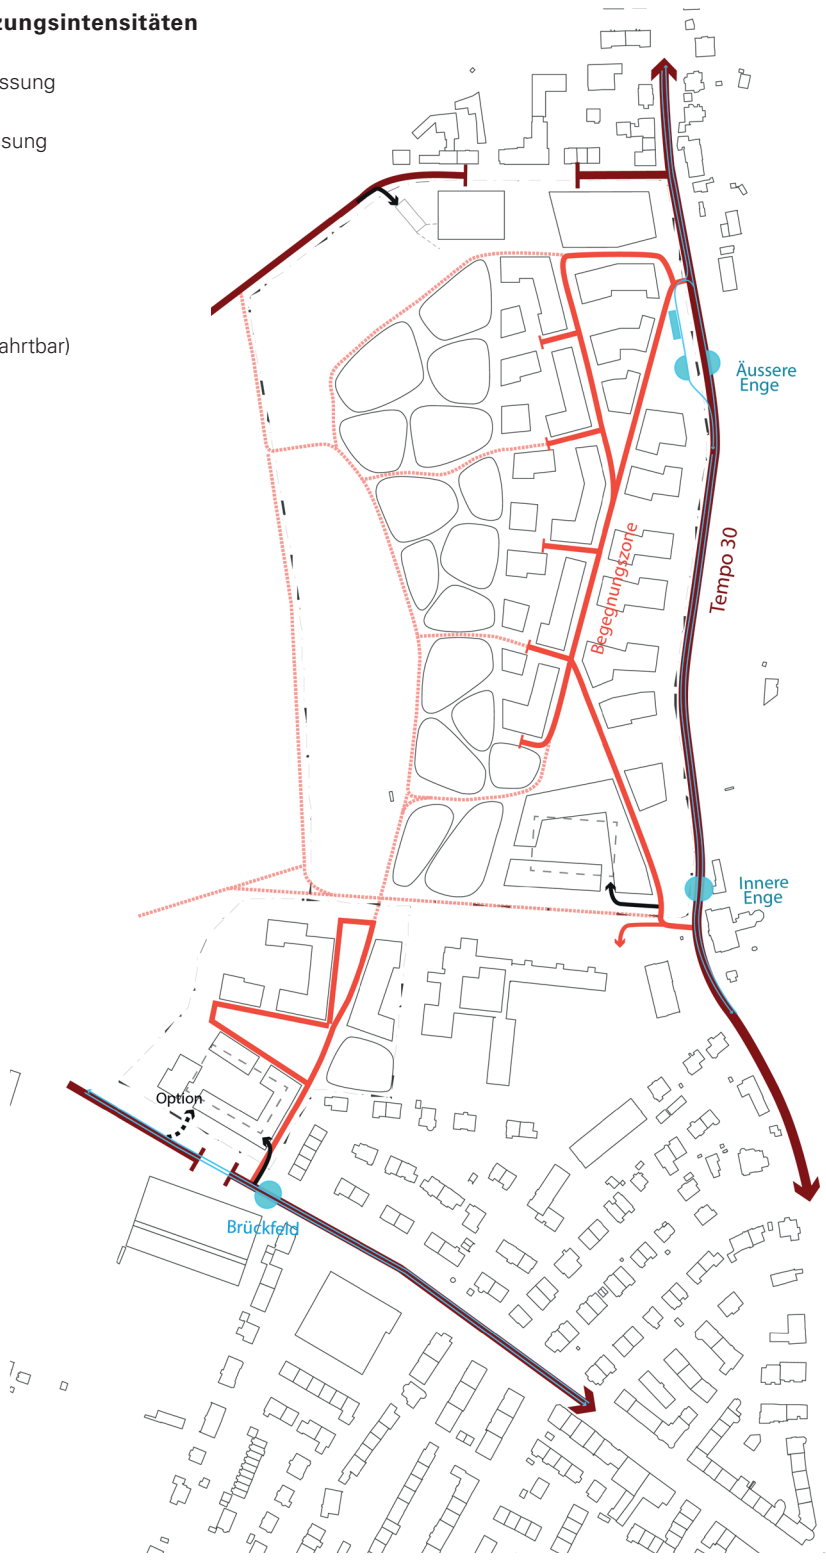 zungsintensitäten
ssung
sung
ahrtbar)
Äussere
Enge
Tempo 30
Begegnungszone
Innere
Enge
Option
Brückfeld